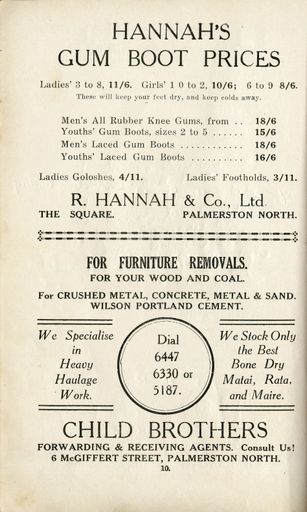 HANNAH'S
GUM BOOT PRICES
Ladies' 3 to 8, 11/6. Girls' 1 0 to 2, 10/6; 6 to 9 8/6.
These will keep your feet dry, and keep colds away.
Men's All Rubber Knee Gums, from .. 18/6
Youths' Gum Boots, sizes 2 to 5 ...... 15/6
Men's Laced Gum Boots ........... 18/6
Youths' Laced Gum Boots .......... 16/6
Ladies Goloshes, 4/11. Ladies' Footholds, 3/11.
R. HANNAH & Co., Ltd.
THE SQUARE. PALMERSTON NORTH.
FOR FURNITURE REMOVALS.
FOR YOUR WOOD AND COAL.
For CRUSHED METAL, CONCRETE, METAL & SAND.
WILSON PORTLAND CEMENT.
We Specialise
in
Heavy
Haulage
Work.
Dial
6447
6330 or
5187.
We Stock Only
the Best
Bone Dry
Matai, Rata,
and Maire.
CHILD BROTHERS
FORWARDING & RECEIVING AGENTS. Consult Us!
6 McGIFFERT STREET, PALMERSTON NORTH.
10.